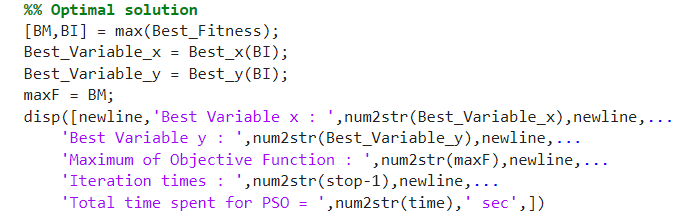 %% Optimal solution
[BM,BI] = max(Best_Fitness);
Best_Variable_x = Best_x(BI);
Best_Variable_y = Best_y(BI);
maxF = BM;
disp([newline,'Best Variable x : ',num2str(Best_Variable_x),newline,...
'Best Variable y : ',num2str(Best_Variable_y),newline,...
'Maximum of Objective Function : ',num2str(maxF),newline,...
'Iteration times : ',num2str(stop-1),newline,...
'Total time spent for PSO = ',num2str(time),' sec',])